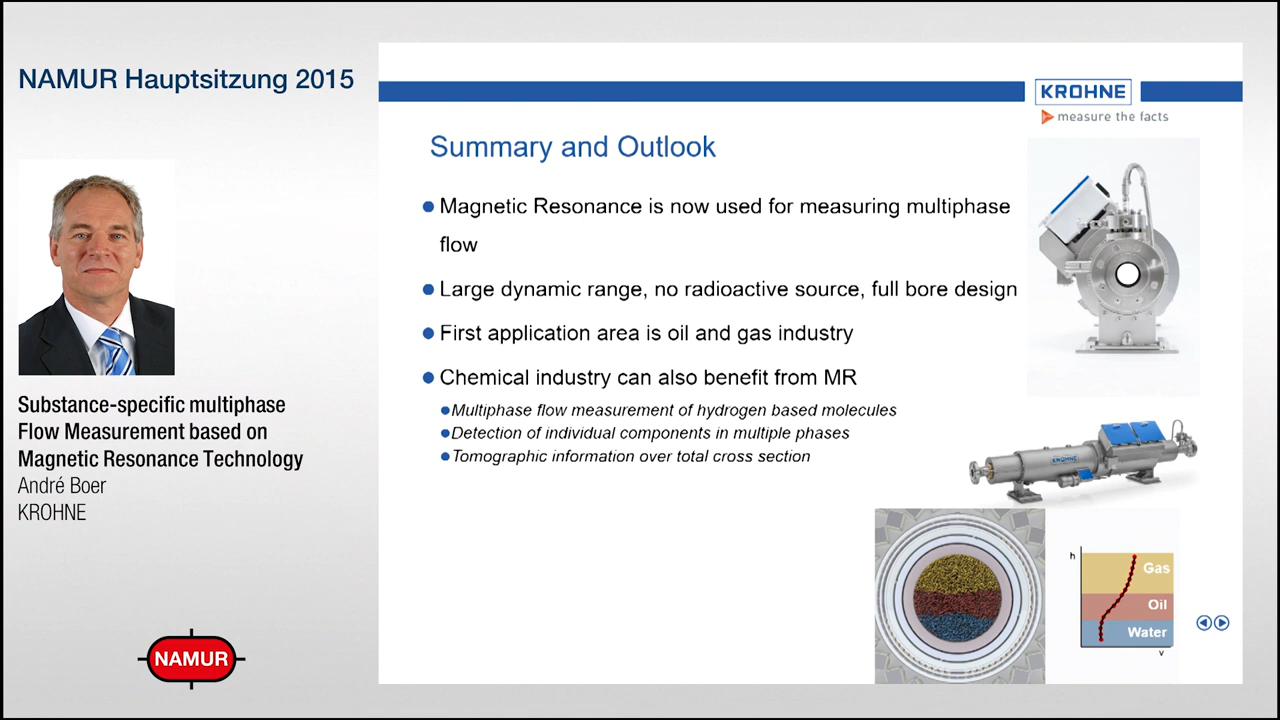 NAMUR Hauptsitzung 2015
Substance-specific multiphase
Flow Measurement based on
Magnetic Resonance Technology
André Boer
KROHNE
NAMUR
KROHNE
measure the facts
Summary and Outlook
Magnetic Resonance is now used for measuring multiphase
flow
Large dynamic range, no radioactive source, full bore design
First application area is oil and gas industry
Chemical industry can also benefit from MR
Multiphase flow measurement of hydrogen based molecules
Detection of individual components in multiple phases
Tomographic information over total cross section
KROHNE
h
Gas
Oil
Water
v